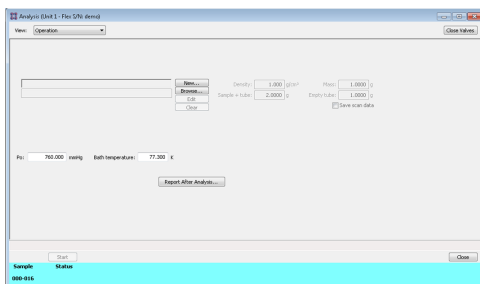 Analysis (Unit 1 - Flex S/N: demo)
View: Operation Close Valves
New... Density: 1.000 g/cm³ Mass: 1.0000 g
Browse... Sample + tube: 2.0000 g Empty tube: 1.0000 g
Edit Save scan data
Clear
Po: 760.000 mmHg Bath temperature: 77.300 K
Report After Analysis...
Start Close
Sample Status
000-016